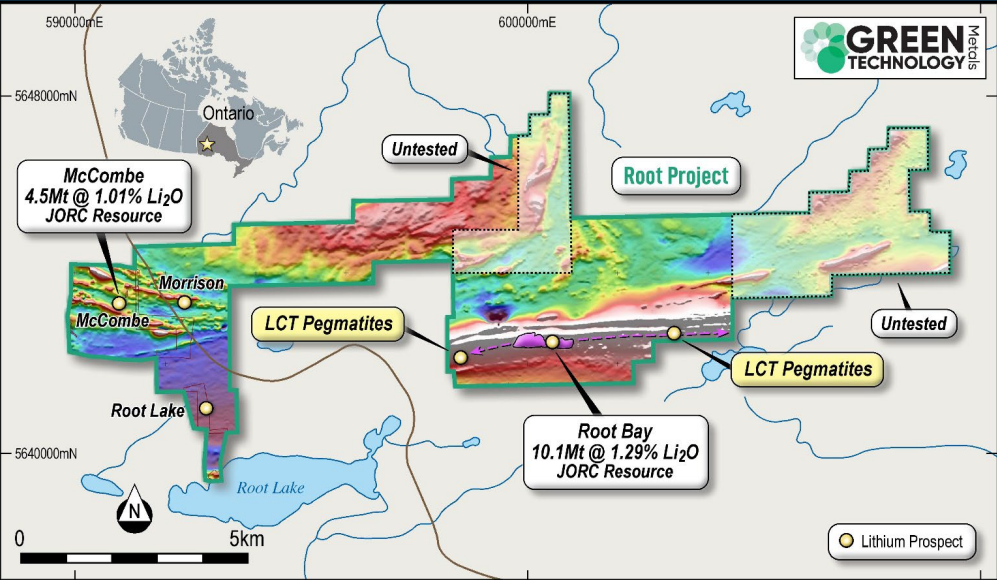 590000mE
600000mE
GREEN
TECHNOLOGY
Metals
5648000mN
Ontario
Untested
Root Project
McCombe
4.5Mt @ 1.01% Li2O
JORC Resource
Morrison
McCombe
LCT Pegmatites
Untested
LCT Pegmatites
Root Lake
Root Bay
10.1Mt @ 1.29% Li2O
JORC Resource
5640000mN
Root Lake
N
0
5km
Lithium Prospect